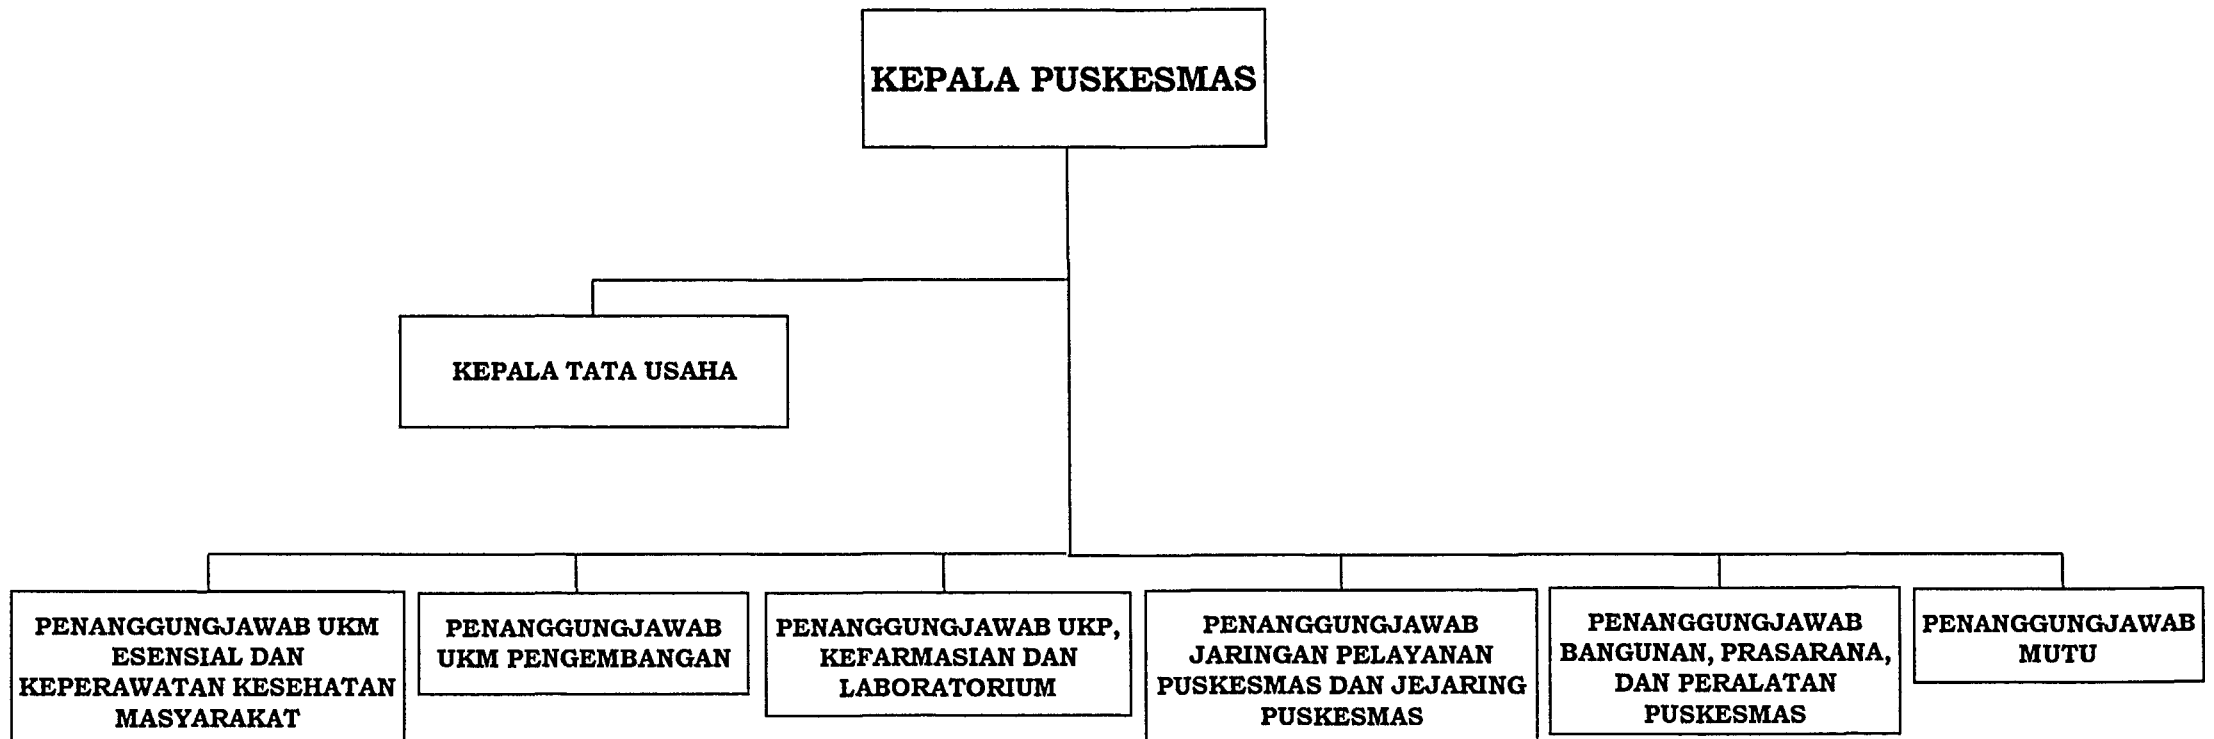 KEPALA PUSKESMAS
KEPALA TATA USAHA
PENANGGUNGJAWAB UKM
ESENSIAL DAN
KEPERAWATAN KESEHATAN
MASYARAKAT
PENANGGUNGJAWAB
UKM PENGEMBANGAN
PENANGGUNGJAWAB UKP,
KEFARMASIAN DAN
LABORATORIUM
PENANGGUNGJAWAB
JARINGAN PELAYANAN
PUSKESMAS DAN JEJARING
PUSKESMAS
PENANGGUNGJAWAB
BANGUNAN, PRASARANA,
DAN PERALATAN
PUSKESMAS
PENANGGUNGJAWAB
MUTU